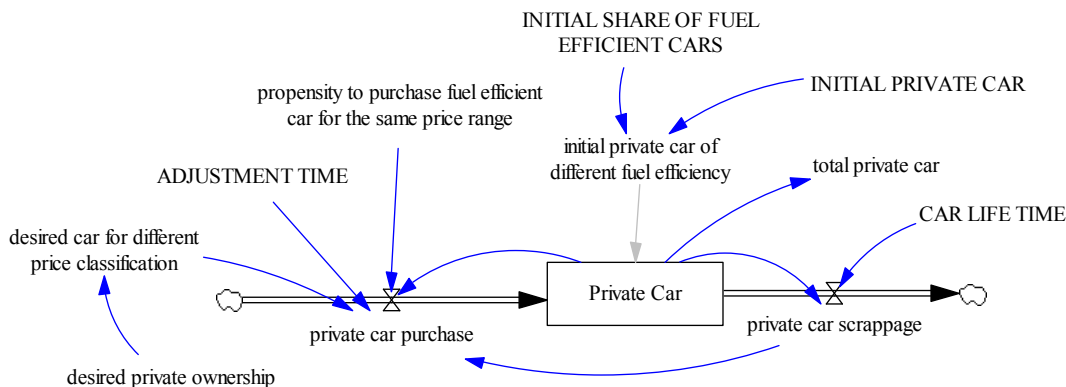 INITIAL SHARE OF FUEL
EFFICIENT CARS
propensity to purchase fuel efficient
car for the same price range
INITIAL PRIVATE CAR
initial private car of
different fuel efficiency
total private car
ADJUSTMENT TIME
CAR LIFE TIME
desired car for different
price classification
Private Car
private car purchase
private car scrappage
desired private ownership